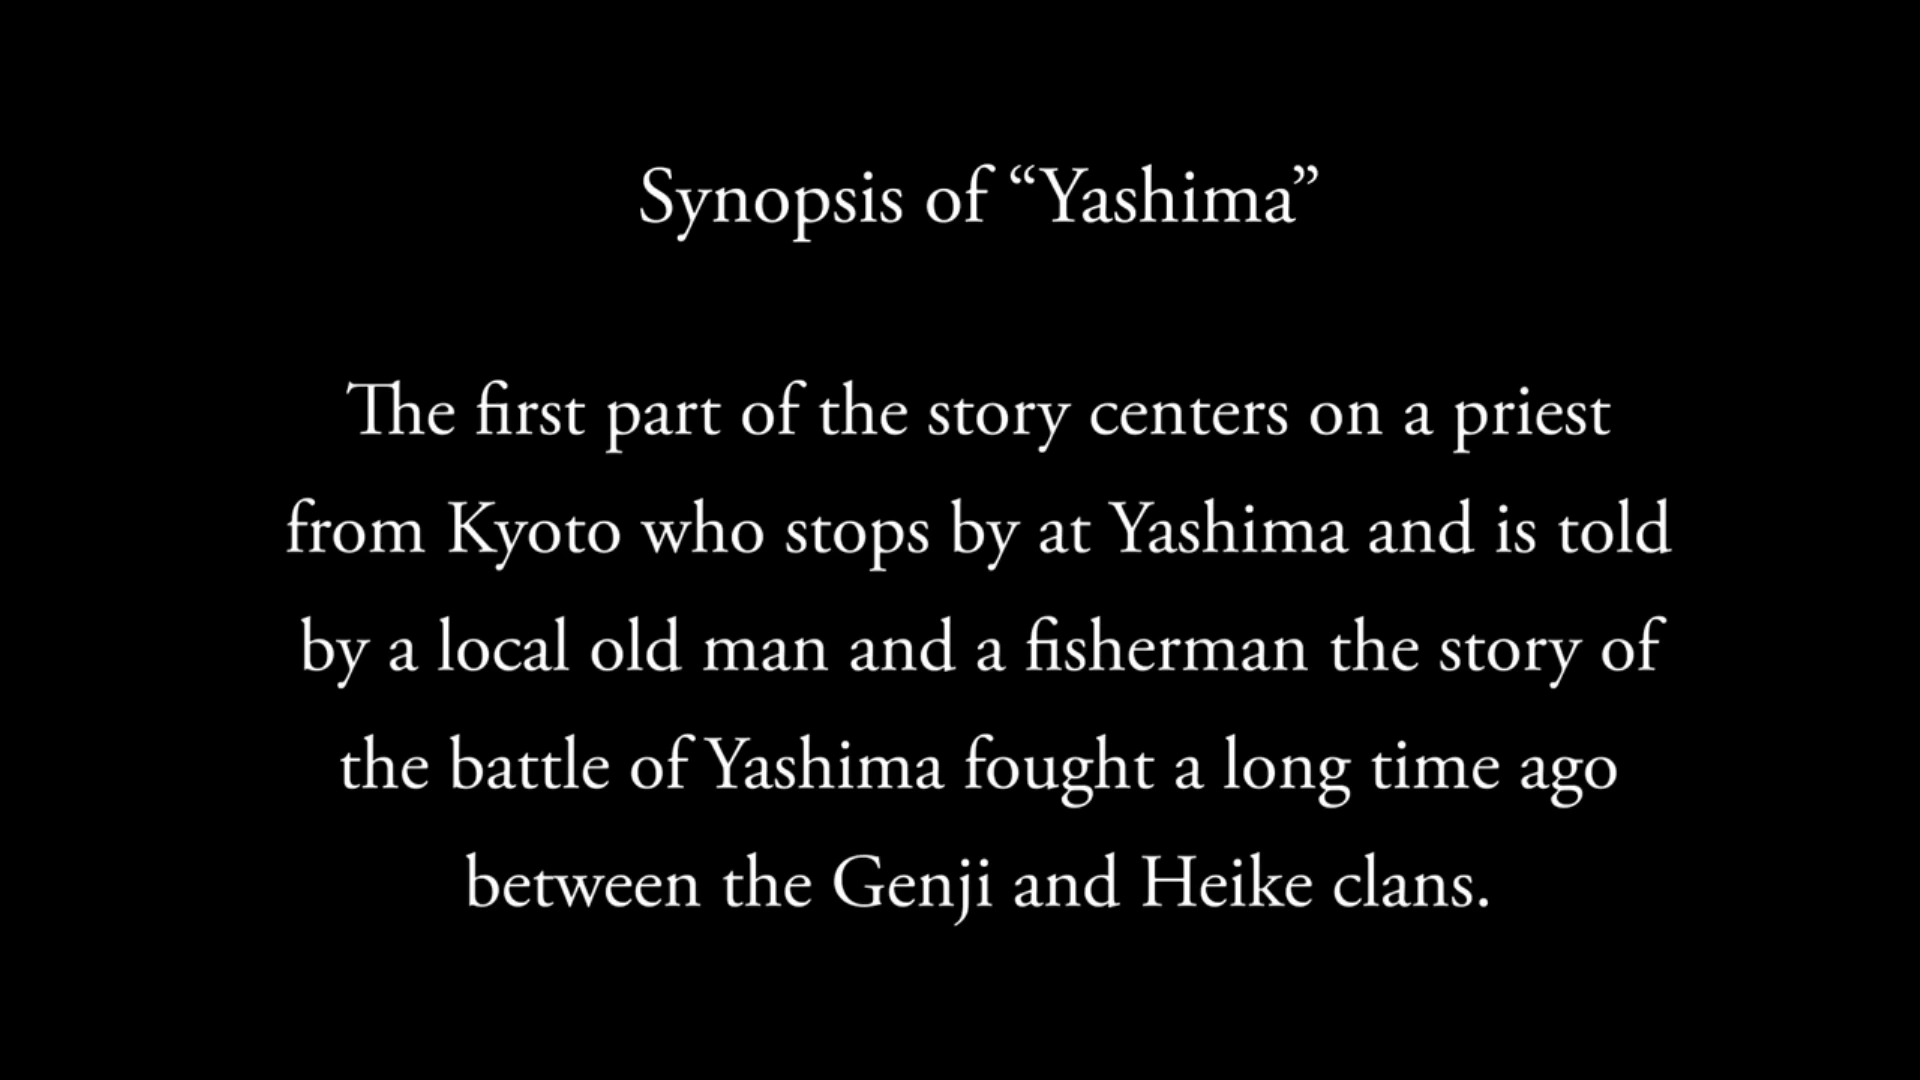 Synopsis of “Yashima”
The first part of the story centers on a priest
from Kyoto who stops by at Yashima and is told
by a local old man and a fisherman the story of
the battle of Yashima fought a long time ago
between the Genji and Heike clans.